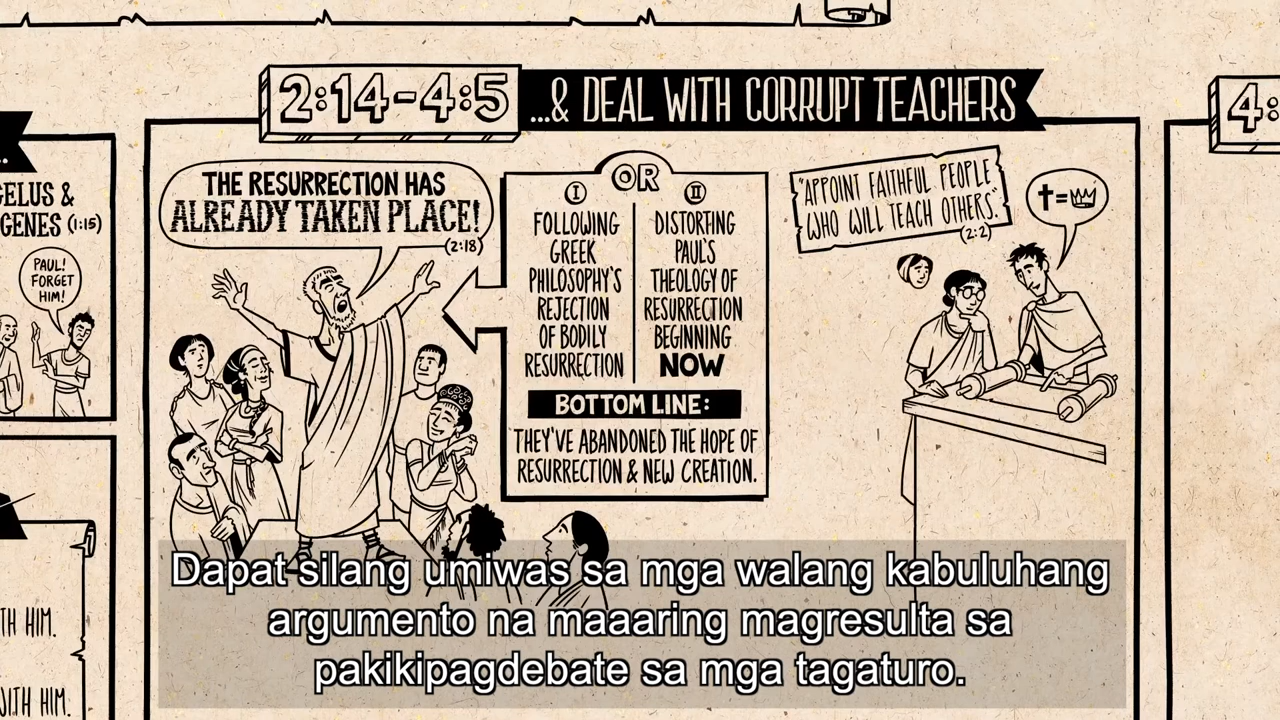 2:14-4:5
...& DEAL WITH CORRUPT TEACHERS
4:
GELUS &
GENES (1:15)
PAUL!
FORGET
HIM!
TH HIM.
WITH HIM.
THE RESURRECTION HAS
ALREADY TAKEN PLACE!
(2:18)
OR
I
FOLLOWING
GREEK
PHILOSOPHY'S
REJECTION
OF BODILY
RESURRECTION
II
DISTORTING
PAUL'S
THEOLOGY OF
RESURRECTION
BEGINNING
NOW
BOTTOM LINE:
THEY'VE ABANDONED THE HOPE OF
RESURRECTION & NEW CREATION.
"APPOINT FAITHFUL PEOPLE
WHO WILL TEACH OTHERS."
(2:2)
Dapat silang umiwas sa mga walang kabuluhang
argumento na maaaring magresulta sa
pakikipagdebate sa mga tagaturo.